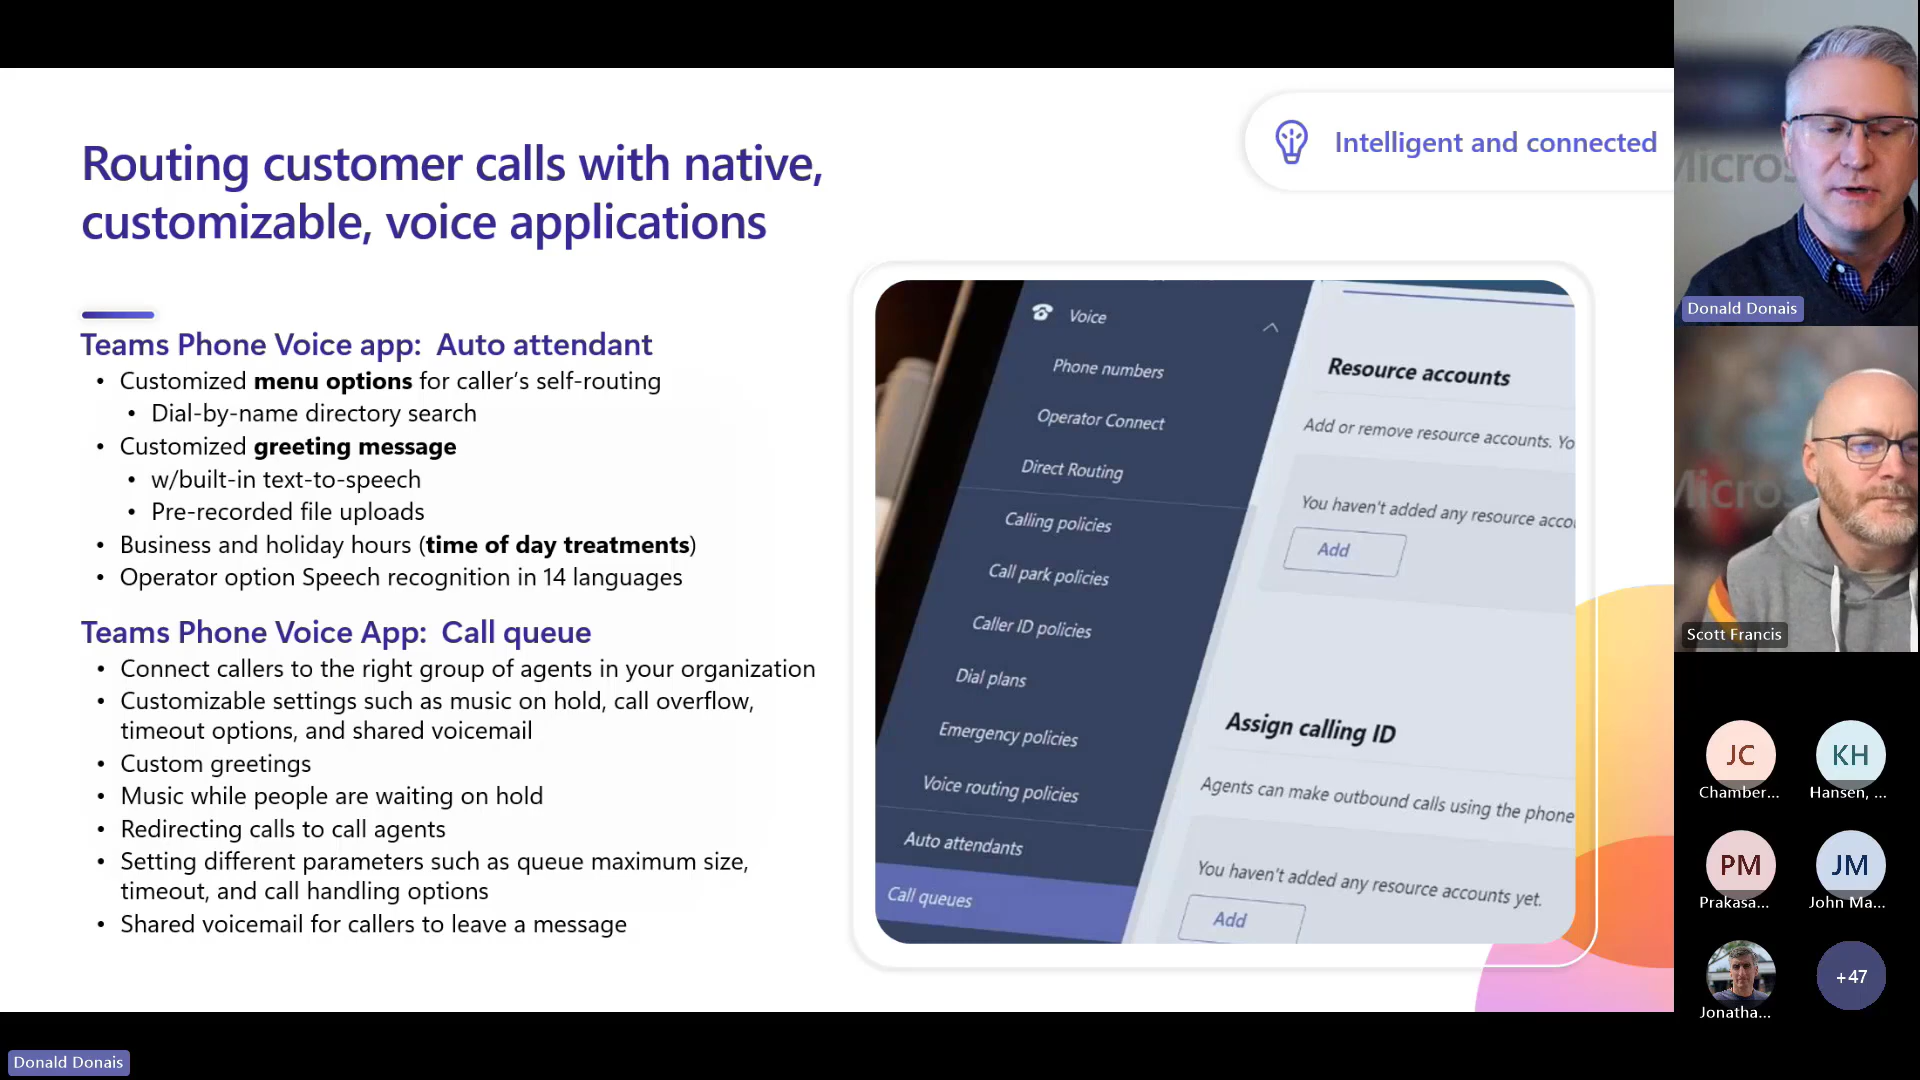 Routing customer calls with native,
customizable, voice applications
Intelligent and connected
Teams Phone Voice app: Auto attendant
• Customized menu options for caller’s self-routing
• Dial-by-name directory search
• Customized greeting message
• w/built-in text-to-speech
• Pre-recorded file uploads
• Business and holiday hours (time of day treatments)
• Operator option Speech recognition in 14 languages
Teams Phone Voice App: Call queue
• Connect callers to the right group of agents in your organization
• Customizable settings such as music on hold, call overflow,
timeout options, and shared voicemail
• Custom greetings
• Music while people are waiting on hold
• Redirecting calls to call agents
• Setting different parameters such as queue maximum size,
timeout, and call handling options
• Shared voicemail for callers to leave a message
Voice
Phone numbers
Operator Connect
Direct Routing
Calling policies
Call park policies
Caller ID policies
Dial plans
Emergency policies
Voice routing policies
Auto attendants
Call queues
Resource accounts
Add or remove resource accounts. Yo
You haven't added any resource acco
Add
Assign calling ID
Agents can make outbound calls using the phone
You haven't added any resource accounts yet.
Add
Micros
Donald Donais
Micros
Scott Francis
JC
Chamber...
KH
Hansen, ...
PM
Prakasa...
JM
John Ma...
Jonatha...
+47
Donald Donais